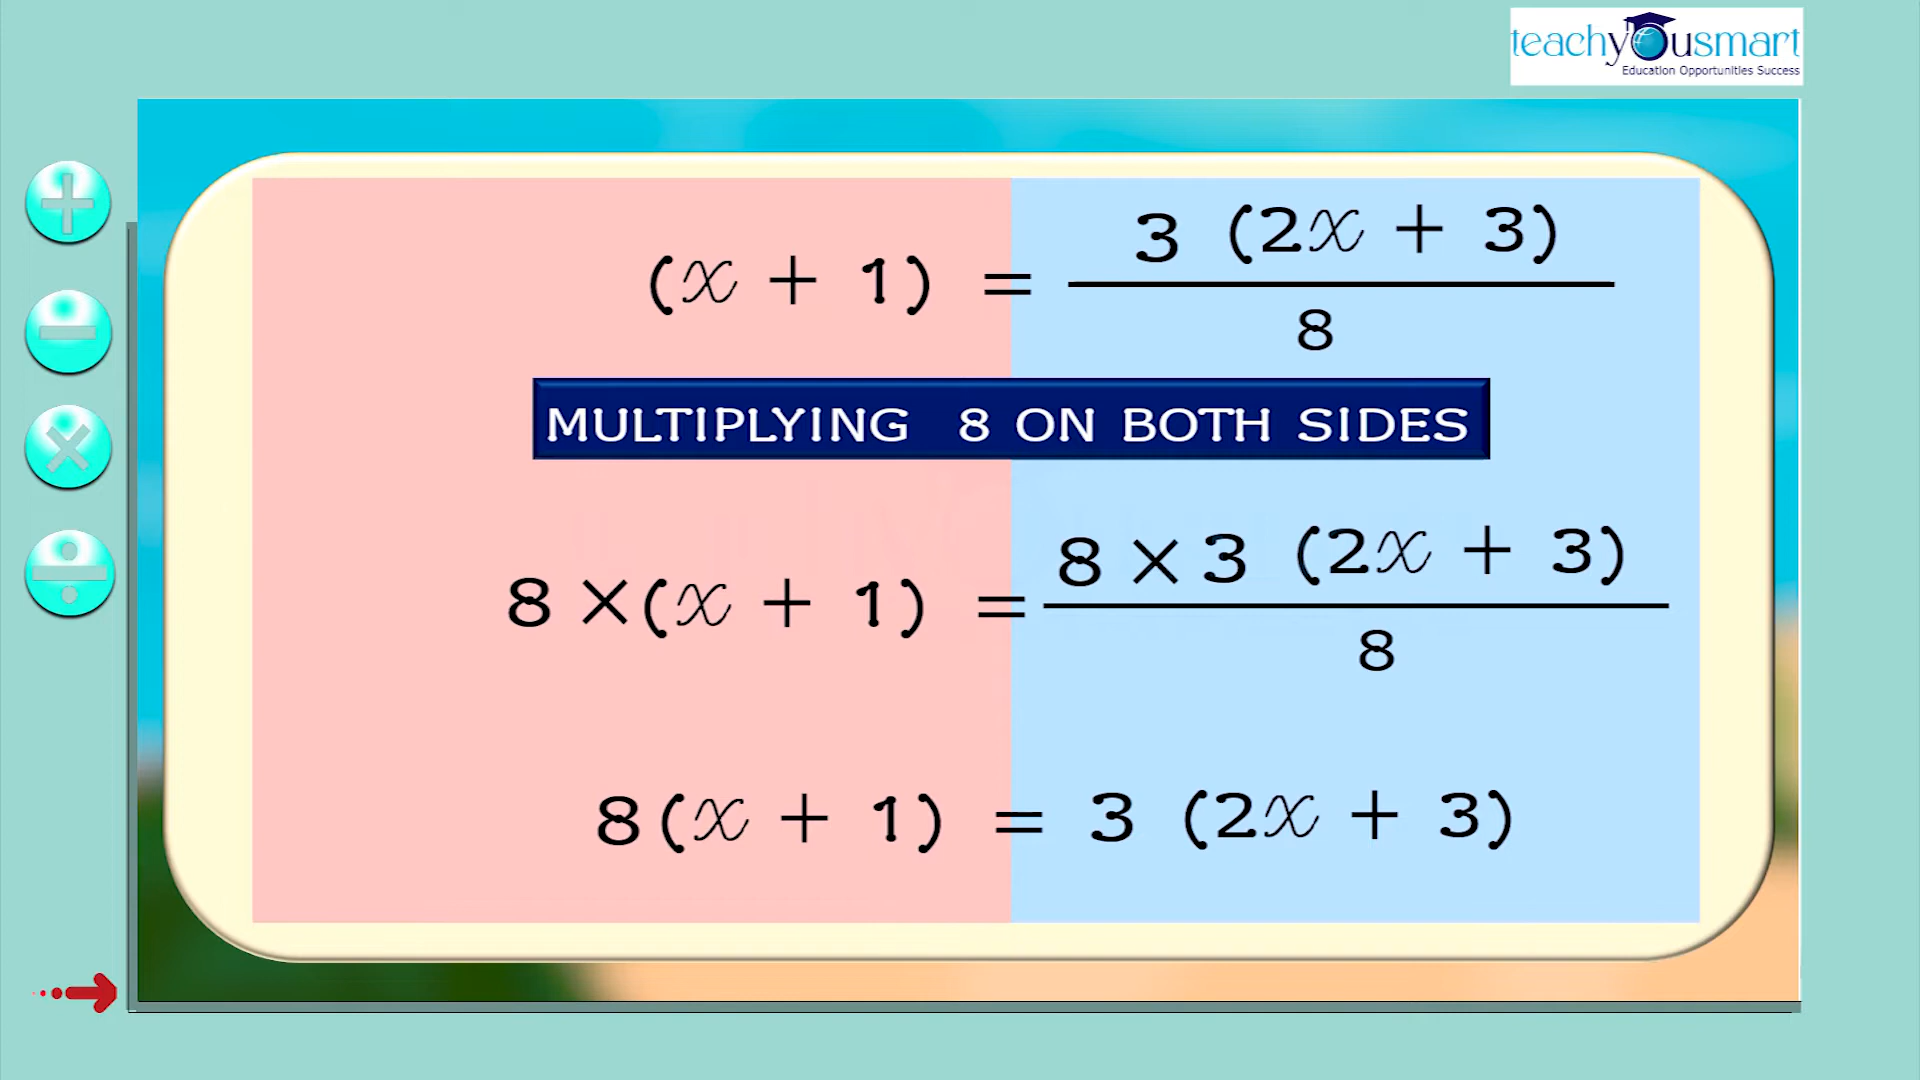 teachyousmart
Education Opportunities Success
(x + 1) = 3 (2x + 3)
8
MULTIPLYING 8 ON BOTH SIDES
8 ×(x + 1) = 8 × 3 (2x + 3)
8
8(x + 1) = 3 (2x + 3)